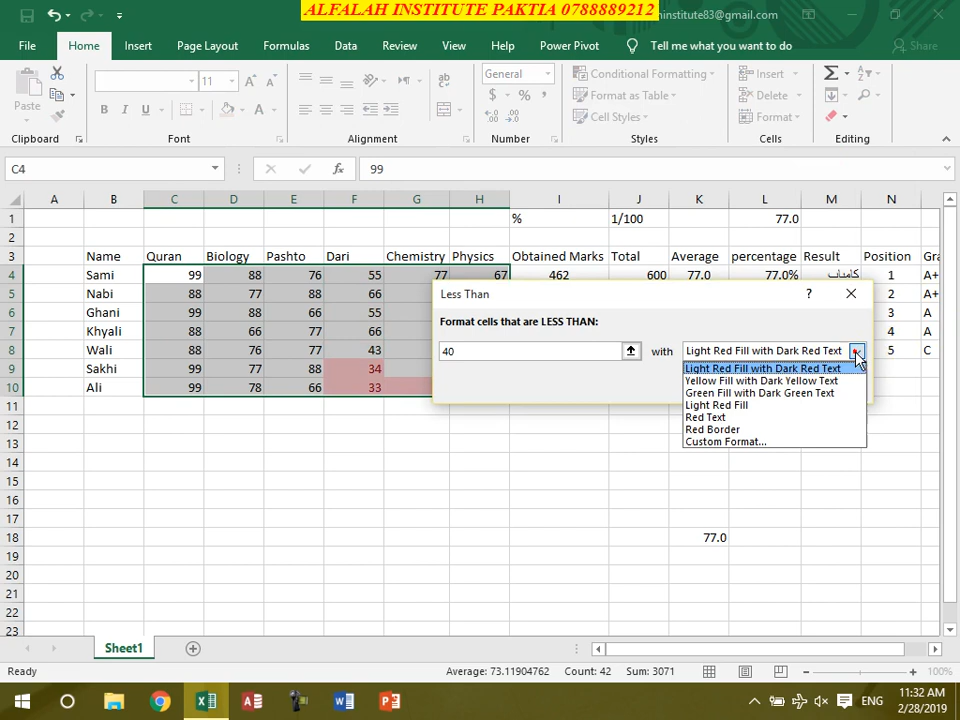 ALFALAH INSTITUTE PAKTIA 0788889212
ninstitute83@gmail.com
File Home Insert Page Layout Formulas Data Review View Help Power Pivot Tell me what you want to do Share
Paste
11
General
Conditional Formatting
Format as Table
Cell Styles
Insert
Delete
Format
Clipboard Font Alignment Number Styles Cells Editing
C4 99
A B C D E F G H I J K L M N
1 % 1/100 77.0
2
3 Name Quran Biology Pashto Dari Chemistry Physics Obtained Marks Total Average percentage Result Position Gra
4 Sami 99 88 76 55 77 67 462 600 77.0 77.0% کامیاب 1 A+
5 Nabi 88 77 88 66 2 A+
6 Ghani 99 88 66 55 3 A
7 Khyali 88 66 77 66 4 A
8 Wali 88 76 77 43 5 C
9 Sakhi 99 77 88 34
10 Ali 88 78 66 33
Less Than ?
Format cells that are LESS THAN:
40 with Light Red Fill with Dark Red Text
Light Red Fill with Dark Red Text
Yellow Fill with Dark Yellow Text
Green Fill with Dark Green Text
Light Red Fill
Red Text
Red Border
Custom Format...
11
12
13
14
15
16
17
18 77.0
19
20
21
22
23
Sheet1
Ready Average: 73.11904762 Count: 42 Sum: 3071 100%
ENG 11:32 AM
2/28/2019